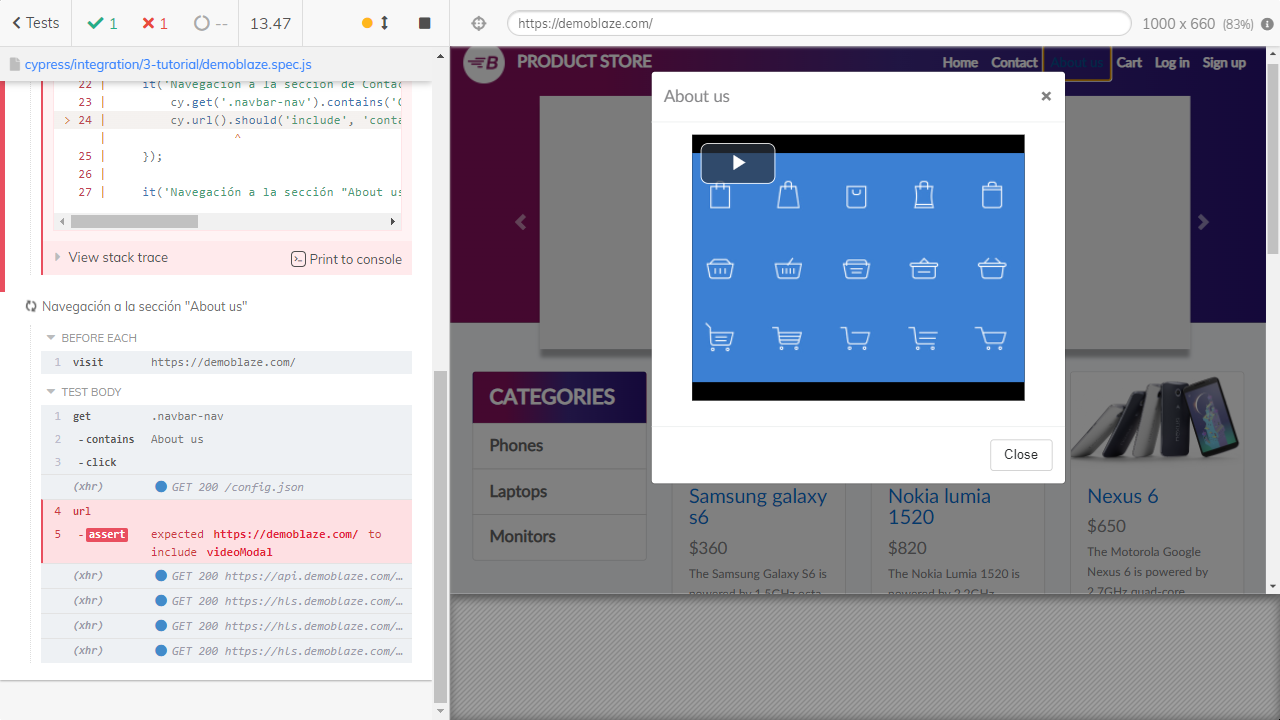 Tests
1
1
--
13.47
https://demoblaze.com/
1000 x 660 (83%)
cypress/integration/3-tutorial/demoblaze.spec.js
22 | it('Navegación a la sección de Contac
23 | cy.get('.navbar-nav').contains('C
> 24 | cy.url().should('include', 'conta
| ^
25 | });
26 |
27 | it('Navegación a la sección "About us
View stack trace
Print to console
Navegación a la sección "About us"
BEFORE EACH
1 visit https://demoblaze.com/
TEST BODY
1 get .navbar-nav
2 -contains About us
3 -click
(xhr) GET 200 /config.json
4 url
5 -assert expected https://demoblaze.com/ to
include videoModal
(xhr) GET 200 https://api.demoblaze.com/…
(xhr) GET 200 https://hls.demoblaze.com/…
(xhr) GET 200 https://hls.demoblaze.com/…
(xhr) GET 200 https://hls.demoblaze.com/…
PRODUCT STORE
Home Contact About us Cart Log in Sign up
About us
×
Close
CATEGORIES
Phones
Laptops
Monitors
Samsung galaxy
s6
$360
The Samsung Galaxy S6 is
powered by 1.5GHz octa
Nokia lumia
1520
$820
The Nokia Lumia 1520 is
powered by 2.2GHz
Nexus 6
$650
The Motorola Google
Nexus 6 is powered by
2.7GHz quad-core